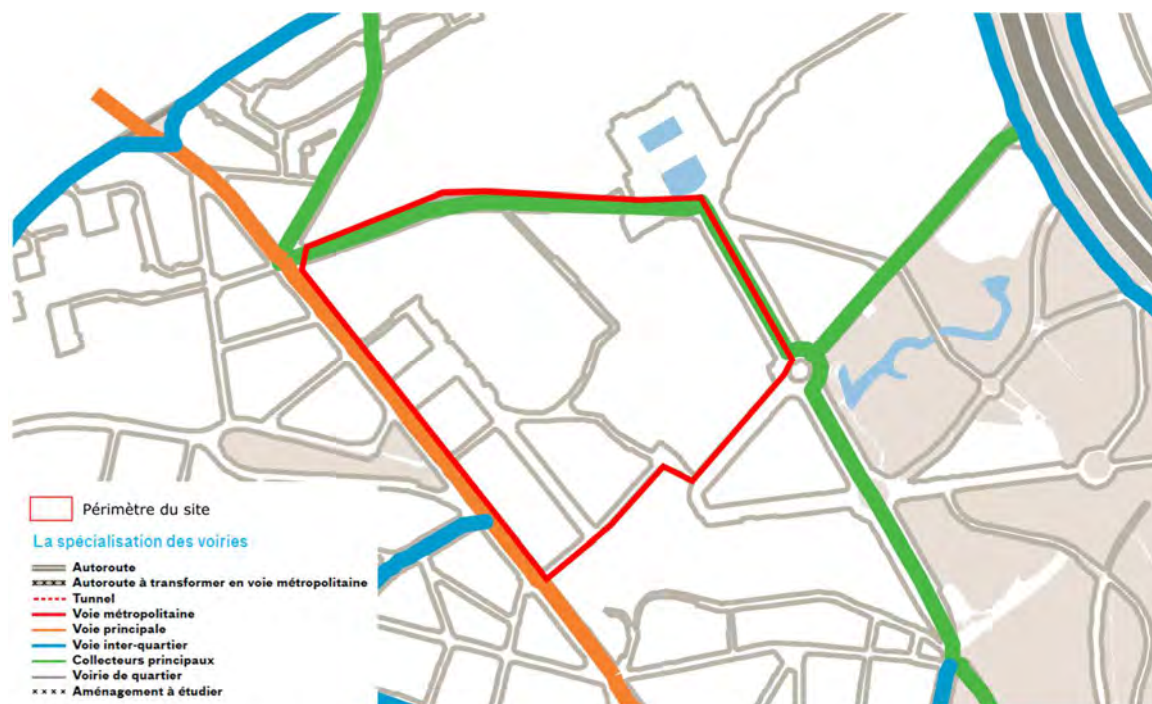 Périmètre du site
La spécialisation des voiries
Autoroute
Autoroute à transformer en voie métropolitaine
Tunnel
Voie métropolitaine
Voie principale
Voie inter-quartier
Collecteurs principaux
Voirie de quartier
Aménagement à étudier